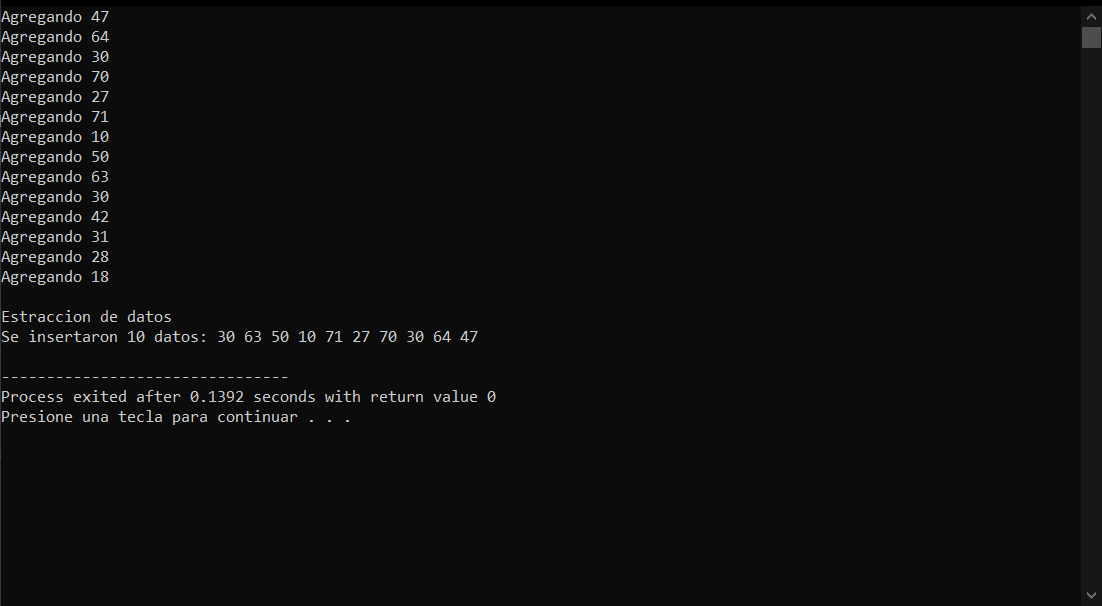 Agregando 47
Agregando 64
Agregando 30
Agregando 70
Agregando 27
Agregando 71
Agregando 10
Agregando 50
Agregando 63
Agregando 30
Agregando 42
Agregando 31
Agregando 28
Agregando 18
Estraccion de datos
Se insertaron 10 datos: 30 63 50 10 71 27 70 30 64 47
--------------------------------
Process exited after 0.1392 seconds with return value 0
Presione una tecla para continuar . . .